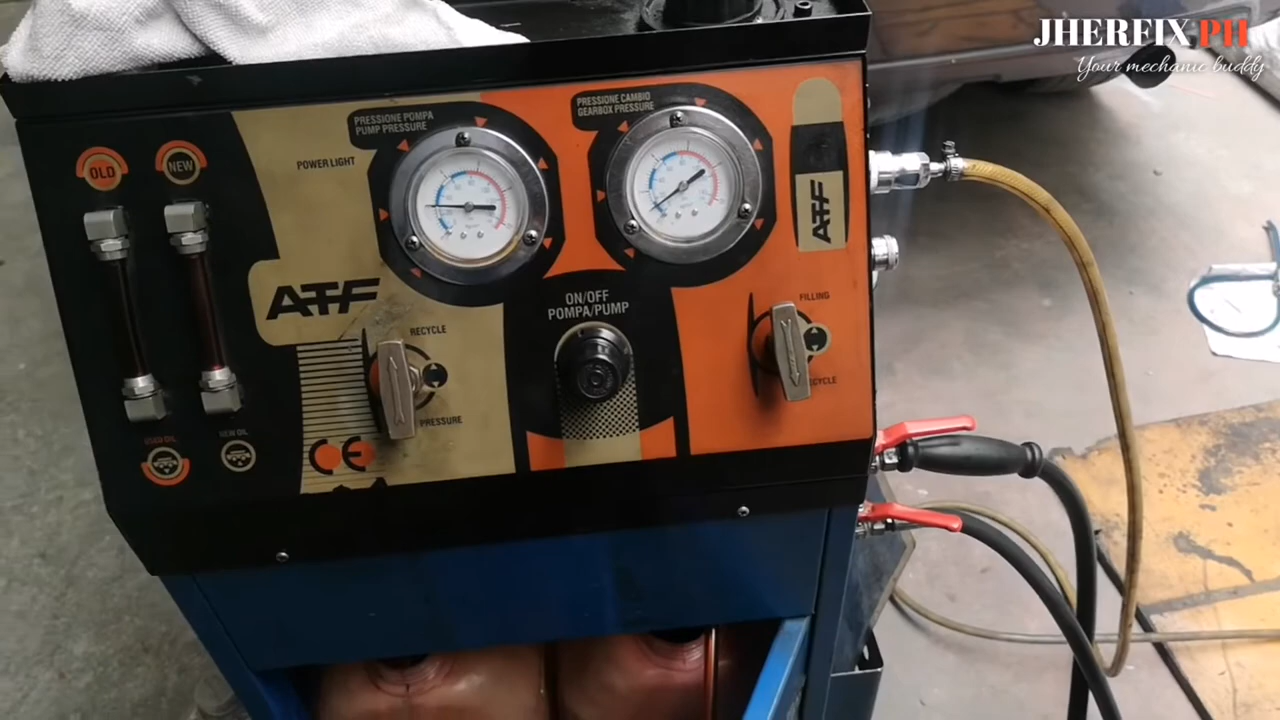 JHERFIX PH
Your mechanic buddy
PRESSIONE POMPA
PUMP PRESSURE
PRESSIONE CAMBIO
GEARBOX PRESSURE
POWER LIGHT
OLD
NEW
ATF
ATF
ON/OFF
POMPA/PUMP
FILLING
RECYCLE
PRESSURE
USED OIL
NEW OIL
CE